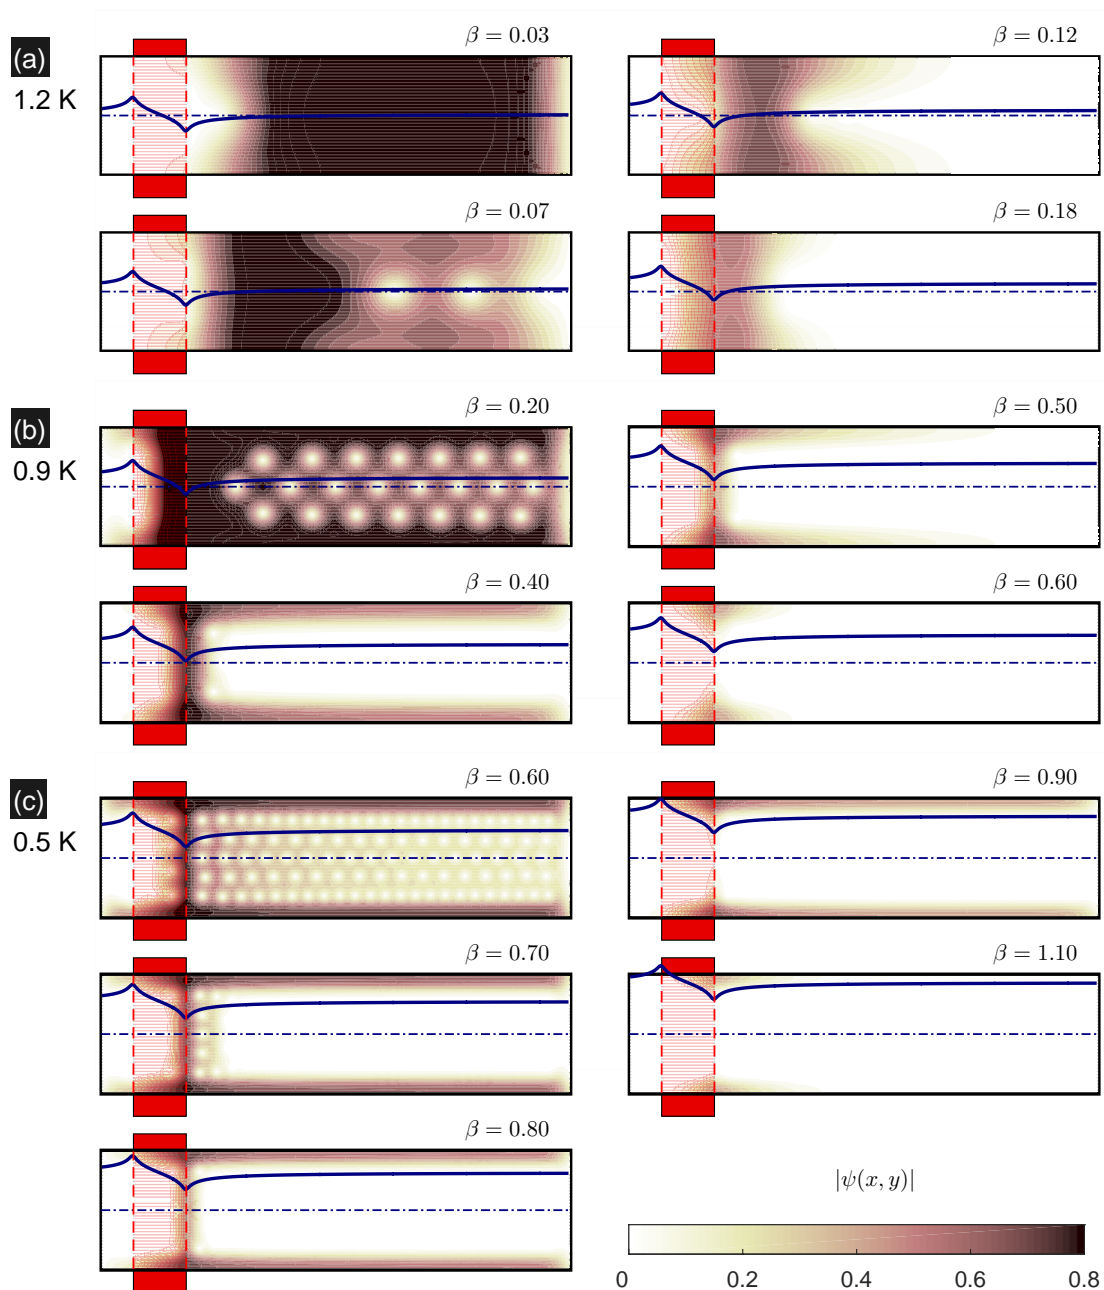 (a)
1.2 K
β = 0.03
β = 0.12
β = 0.07
β = 0.18
(b)
0.9 K
β = 0.20
β = 0.50
β = 0.40
β = 0.60
(c)
0.5 K
β = 0.60
β = 0.90
β = 0.70
β = 1.10
β = 0.80
|ψ(x, y)|
0 0.2 0.4 0.6 0.8